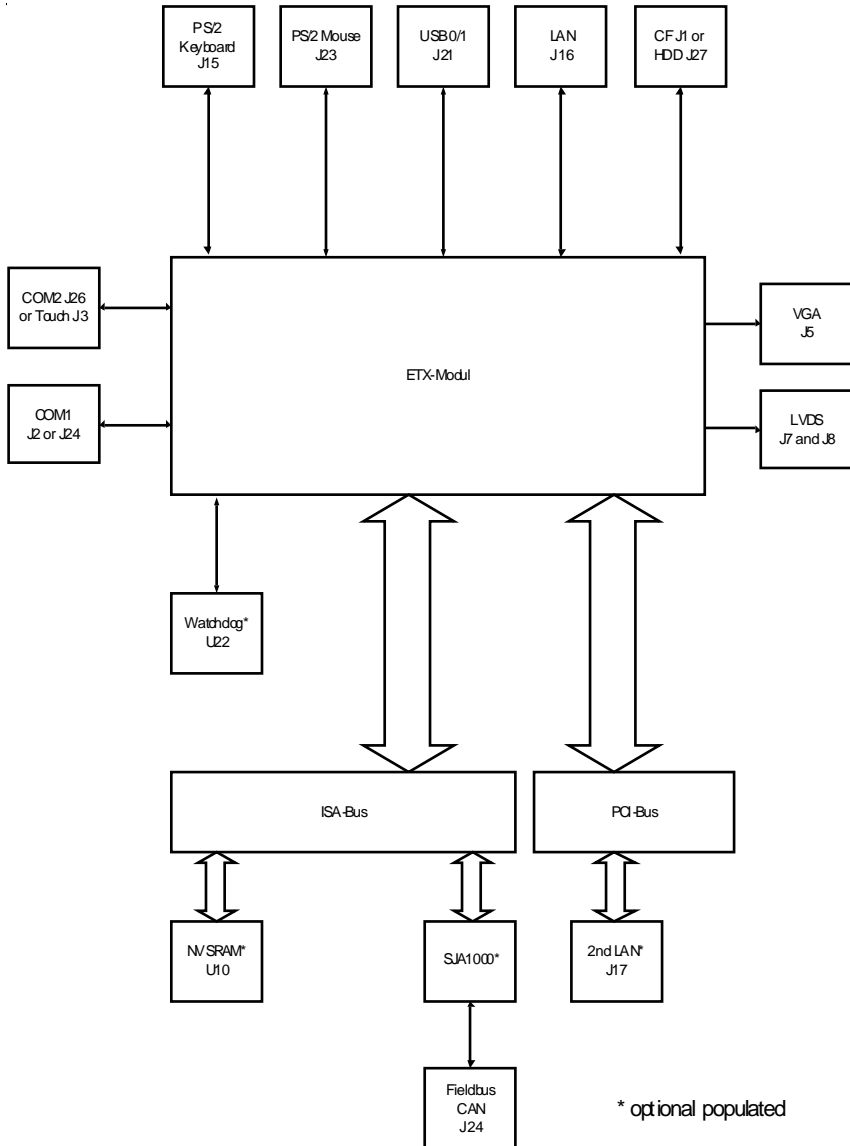 PS/2
Keyboard
J15
PS/2 Mouse
J23
USB0/1
J21
LAN
J16
CF J1 or
HDD J27
COM2 J26
or Touch J3
VGA
J5
ETX-Modul
COM1
J2 or J24
LVDS
J7 and J8
Watchdog*
U22
ISA-Bus
PCI-Bus
NVSRAM*
U10
SJA1000*
2nd LAN*
J17
Fieldbus
CAN
J24
* optional populated